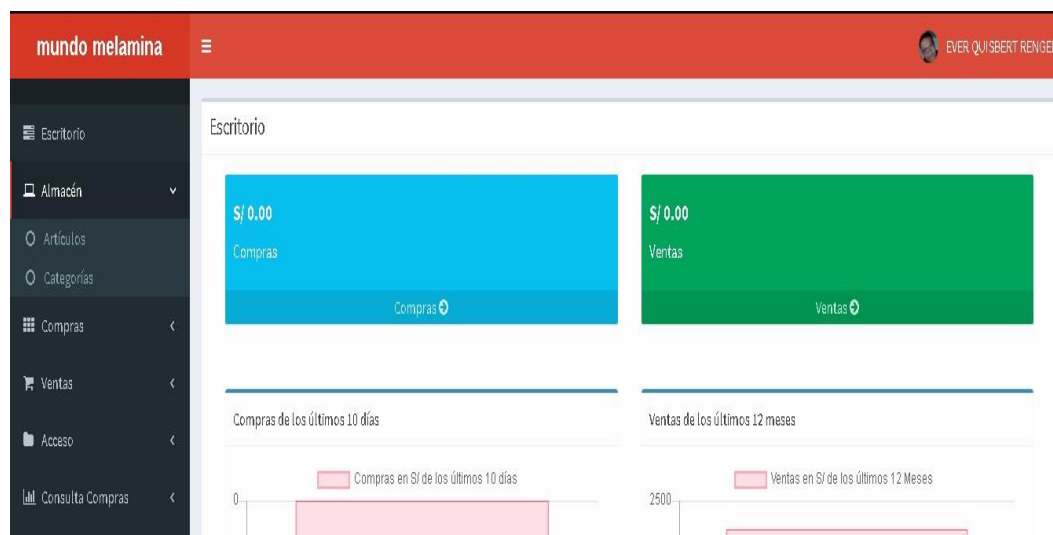 mundo melamina
EVER QUISBERT RENGE
Escritorio
Almacén
Artículos
Categorías
Compras
Ventas
Acceso
Consulta Compras
Escritorio
S/ 0.00
Compras
Compras
S/ 0.00
Ventas
Ventas
Compras de los últimos 10 días
Compras en S/ de los últimos 10 días
0
Ventas de los últimos 12 meses
Ventas en S/ de los últimos 12 Meses
2500